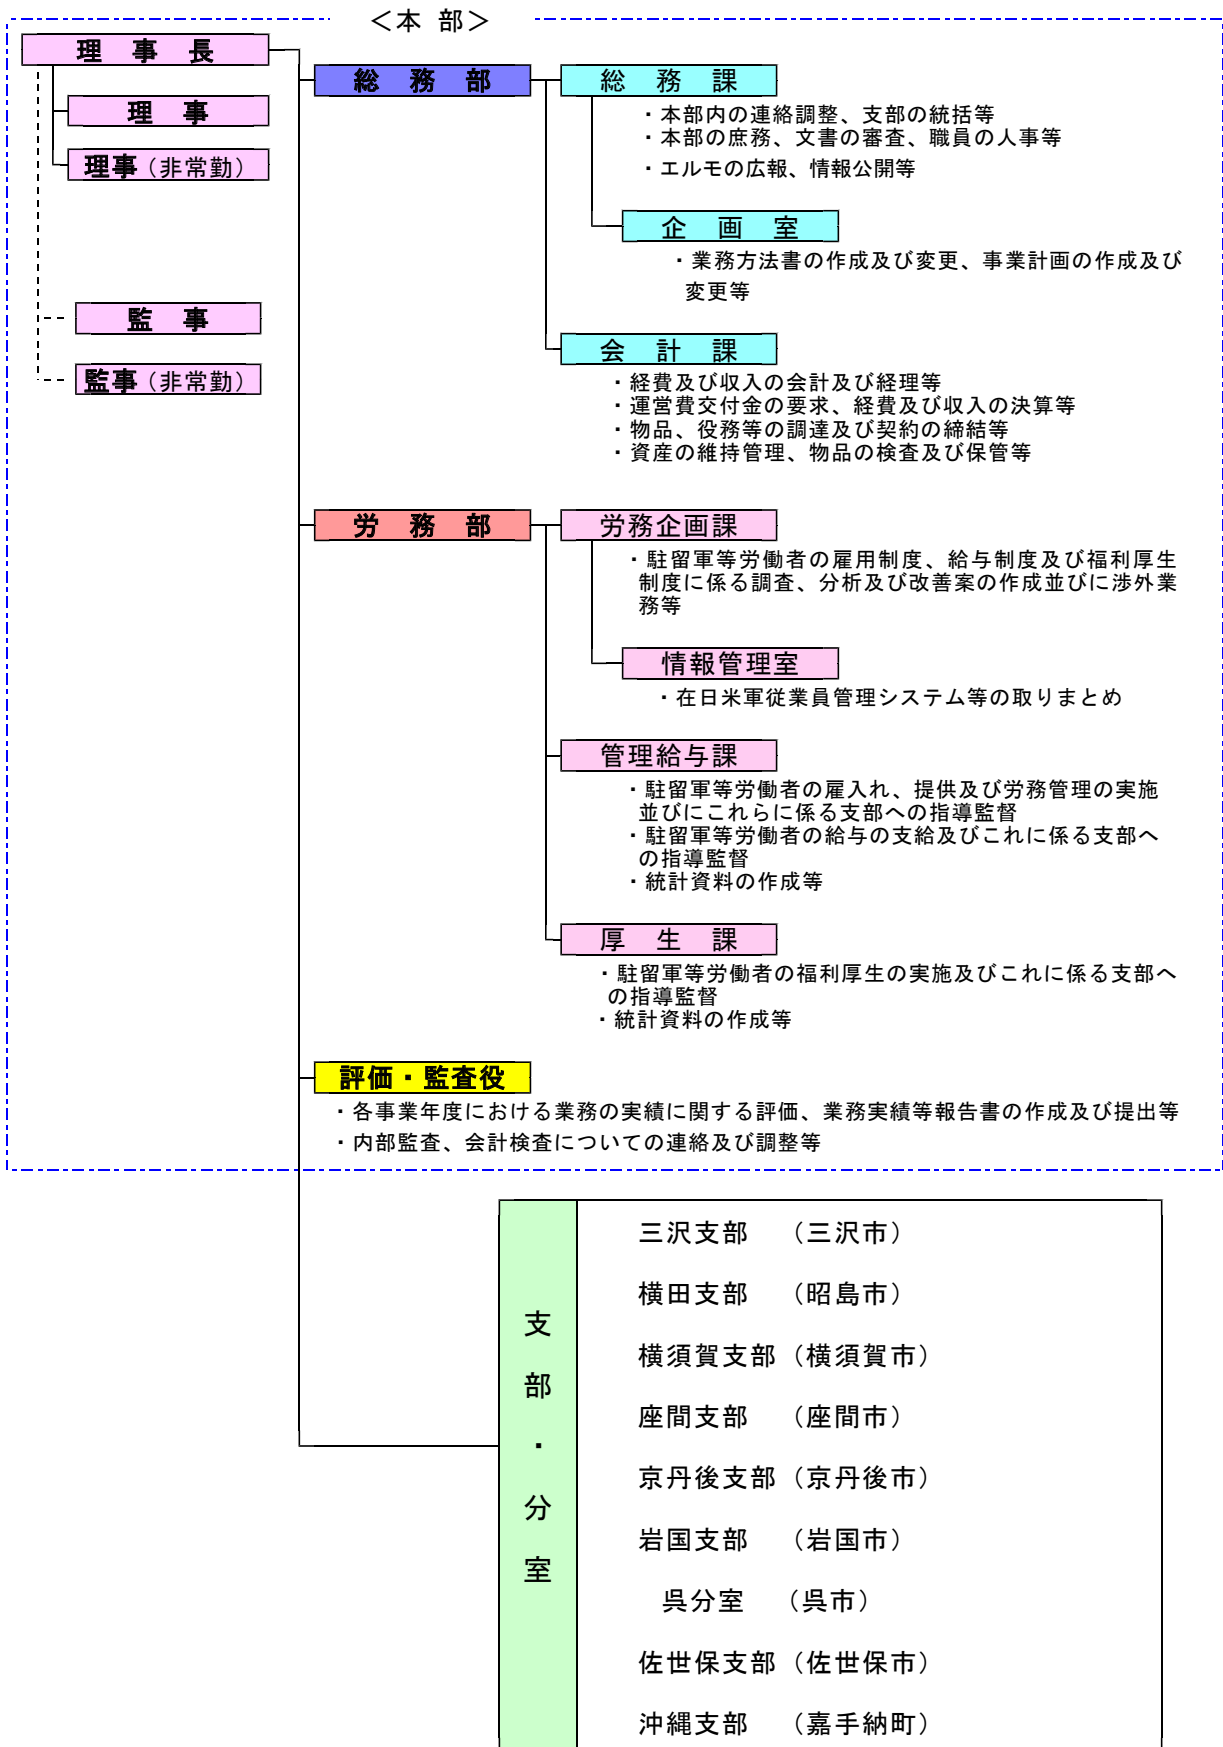 ＜本 部＞
理 事 長
理 事
理事（非常勤）
監 事
監事（非常勤）
総 務 部
総 務 課
・本部内の連絡調整、支部の統括等
・本部の庶務、文書の審査、職員の人事等
・エルモの広報、情報公開等
企 画 室
・業務方法書の作成及び変更、事業計画の作成及び
変更等
会 計 課
・経費及び収入の会計及び経理等
・運営費交付金の要求、経費及び収入の決算等
・物品、役務等の調達及び契約の締結等
・資産の維持管理、物品の検査及び保管等
労 務 部
労務企画課
・駐留軍等労働者の雇用制度、給与制度及び福利厚生
制度に係る調査、分析及び改善案の作成並びに渉外業
務等
情報管理室
・在日米軍従業員管理システム等の取りまとめ
管理給与課
・駐留軍等労働者の雇入れ、提供及び労務管理の実施
並びにこれらに係る支部への指導監督
・駐留軍等労働者の給与の支給及びこれに係る支部へ
の指導監督
・統計資料の作成等
厚 生 課
・駐留軍等労働者の福利厚生の実施及びこれに係る支部へ
の指導監督
・統計資料の作成等
評価・監査役
・各事業年度における業務の実績に関する評価、業務実績等報告書の作成及び提出等
・内部監査、会計検査についての連絡及び調整等
支部・分室
三沢支部 （三沢市）
横田支部 （昭島市）
横須賀支部（横須賀市）
座間支部 （座間市）
京丹後支部（京丹後市）
岩国支部 （岩国市）
呉分室 （呉市）
佐世保支部（佐世保市）
沖縄支部 （嘉手納町）